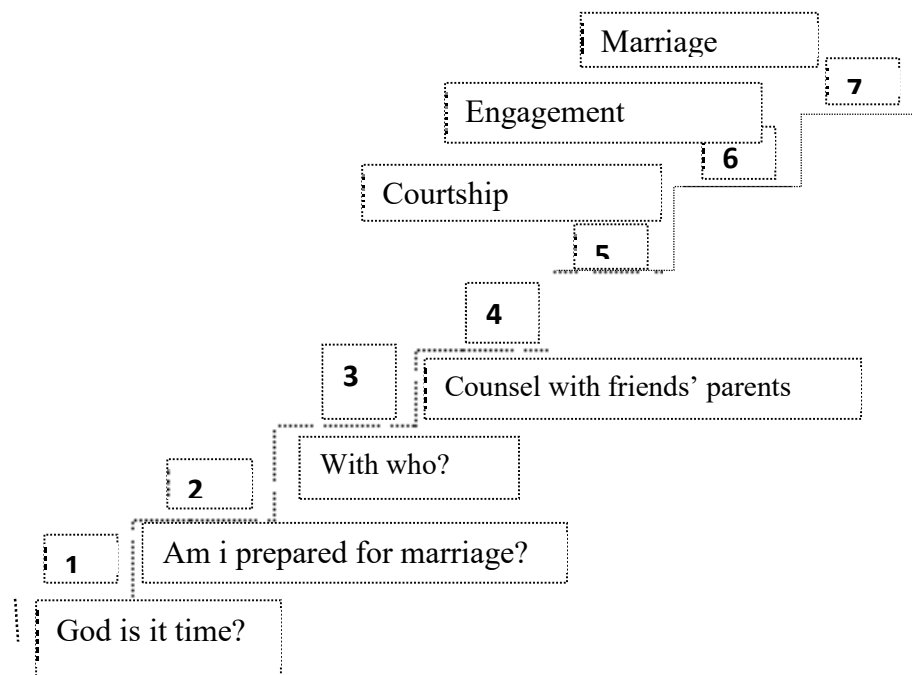 Marriage
7
Engagement
6
Courtship
5
4
Counsel with friends’ parents
3
With who?
2
Am i prepared for marriage?
1
God is it time?